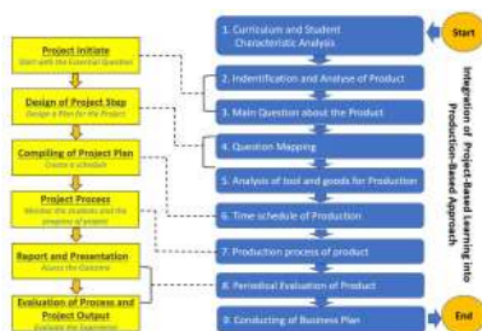 Project Initiate
Start with the Essential Question
Design of Project Step
Design a Plan for the Project
Compiling of Project Plan
Create a schedule
Project Process
Monitor the students and the
progress of project
Report and Presentation
Assess the Outcome
Evaluation of Process and
Project Output
Evaluate the Experience
1. Curriculum and Student
Characteristic Analysis
2. Indentification and Analyse of Product
3. Main Question about the Product
4. Question Mapping
5. Analysis of tool and goods for Production
6. Time schedule of Production
7. Production process of product
8. Periodical Evaluation of Product
9. Conducting of Business Plan
Start
Integration of Project-Based Learning into
Production-Based Approach
End